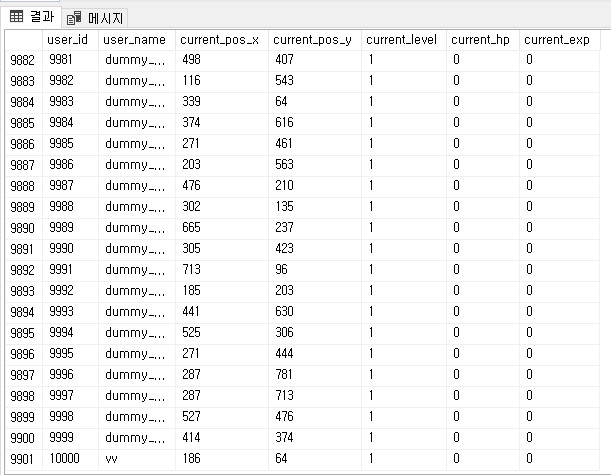 결과 메시지
user_id user_name current_pos_x current_pos_y current_level current_hp current_exp
9882 9981 dummy_... 498 407 1 0 0
9883 9982 dummy_... 116 543 1 0 0
9884 9983 dummy_... 339 64 1 0 0
9885 9984 dummy_... 374 616 1 0 0
9886 9985 dummy_... 271 461 1 0 0
9887 9986 dummy_... 203 563 1 0 0
9888 9987 dummy_... 476 210 1 0 0
9889 9988 dummy_... 302 135 1 0 0
9890 9989 dummy_... 665 237 1 0 0
9891 9990 dummy_... 305 423 1 0 0
9892 9991 dummy_... 713 96 1 0 0
9893 9992 dummy_... 185 203 1 0 0
9894 9993 dummy_... 441 630 1 0 0
9895 9994 dummy_... 525 306 1 0 0
9896 9995 dummy_... 271 444 1 0 0
9897 9996 dummy_... 287 781 1 0 0
9898 9997 dummy_... 287 713 1 0 0
9899 9998 dummy_... 527 476 1 0 0
9900 9999 dummy_... 414 374 1 0 0
9901 10000 vv 186 64 1 0 0